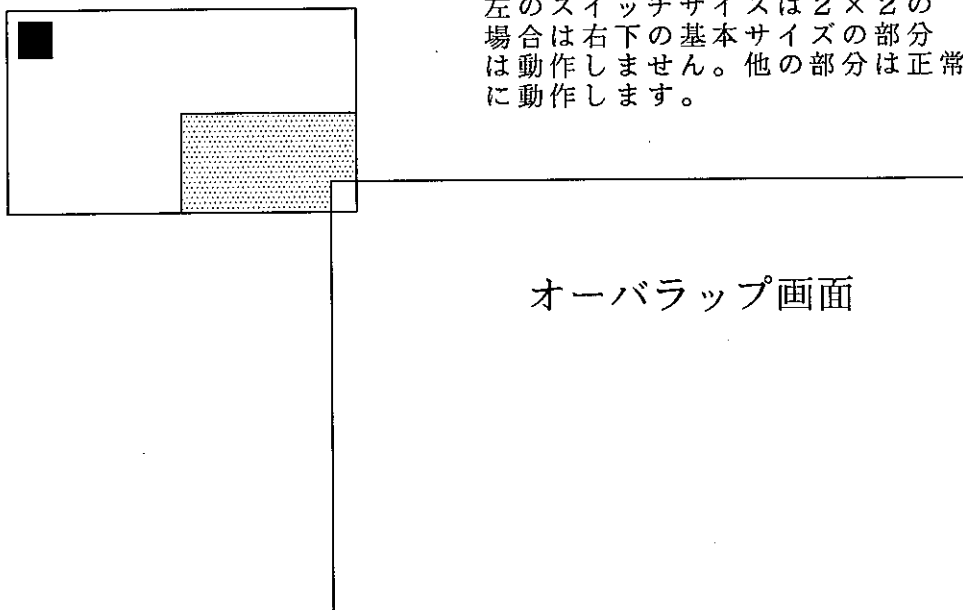 左のスイッチサイズは2×2の
場合は右下の基本サイズの部分
は動作しません。他の部分は正常
に動作します。
オーバラップ画面